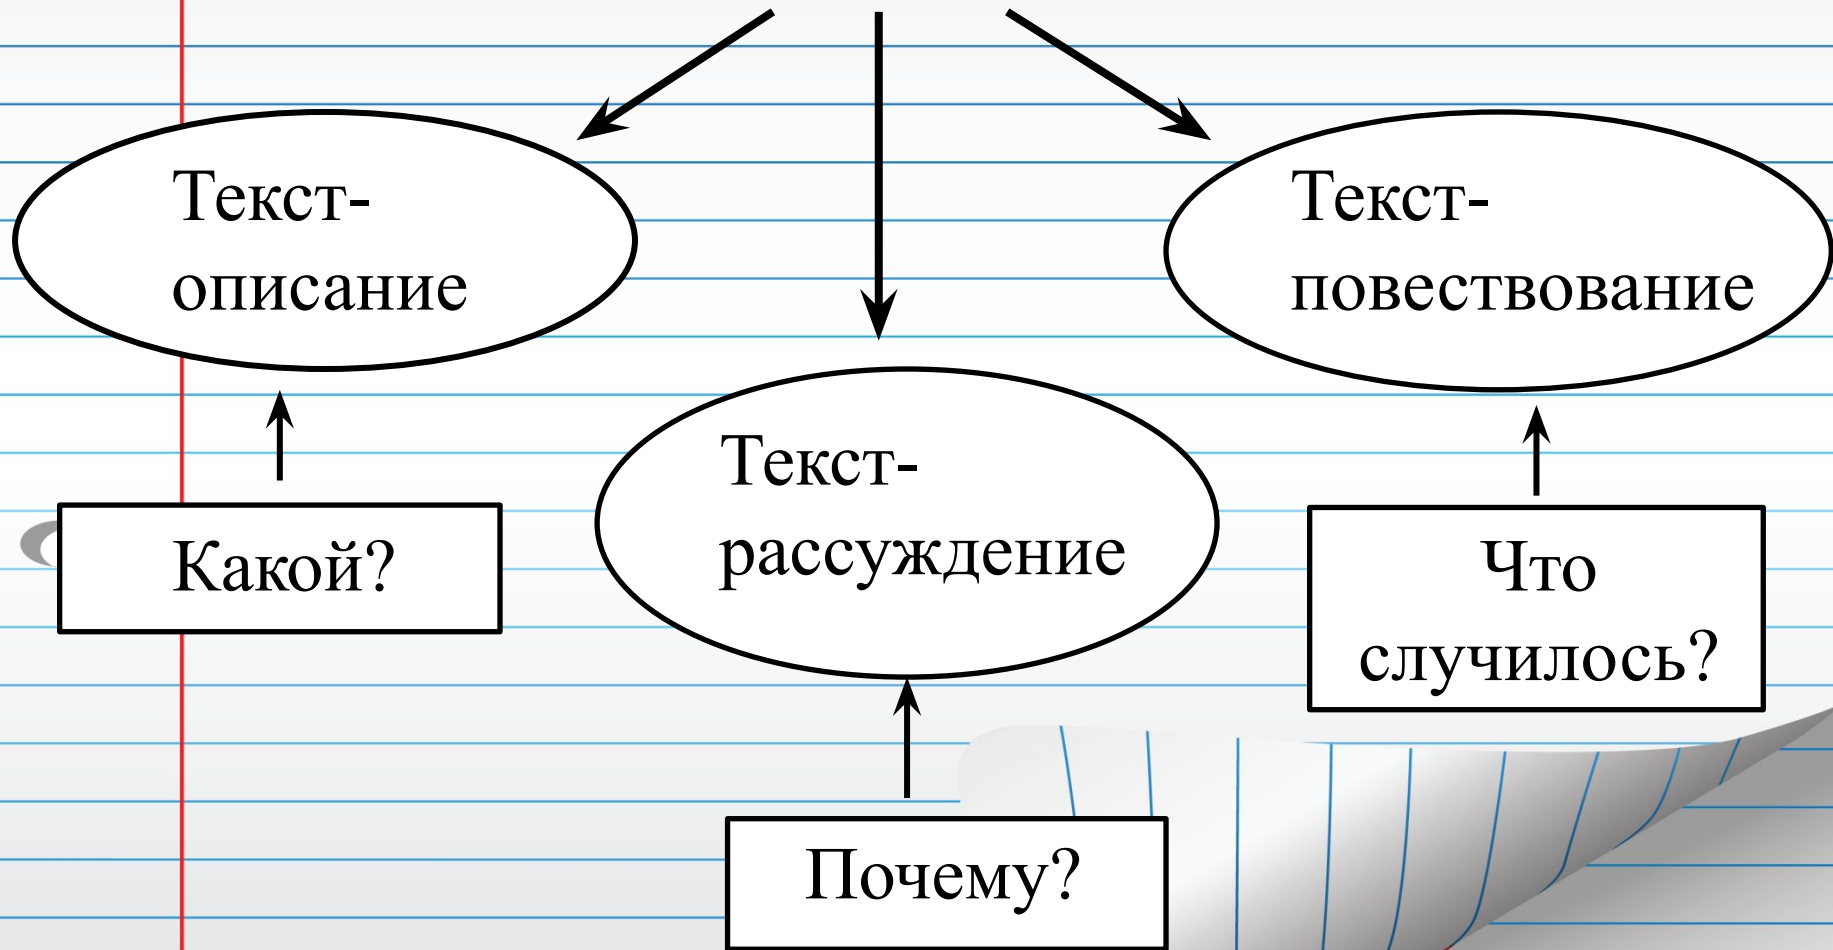 Текст-
описание
Текст-
повествование
Текст-
рассуждение
Какой?
Что
случилось?
Почему?